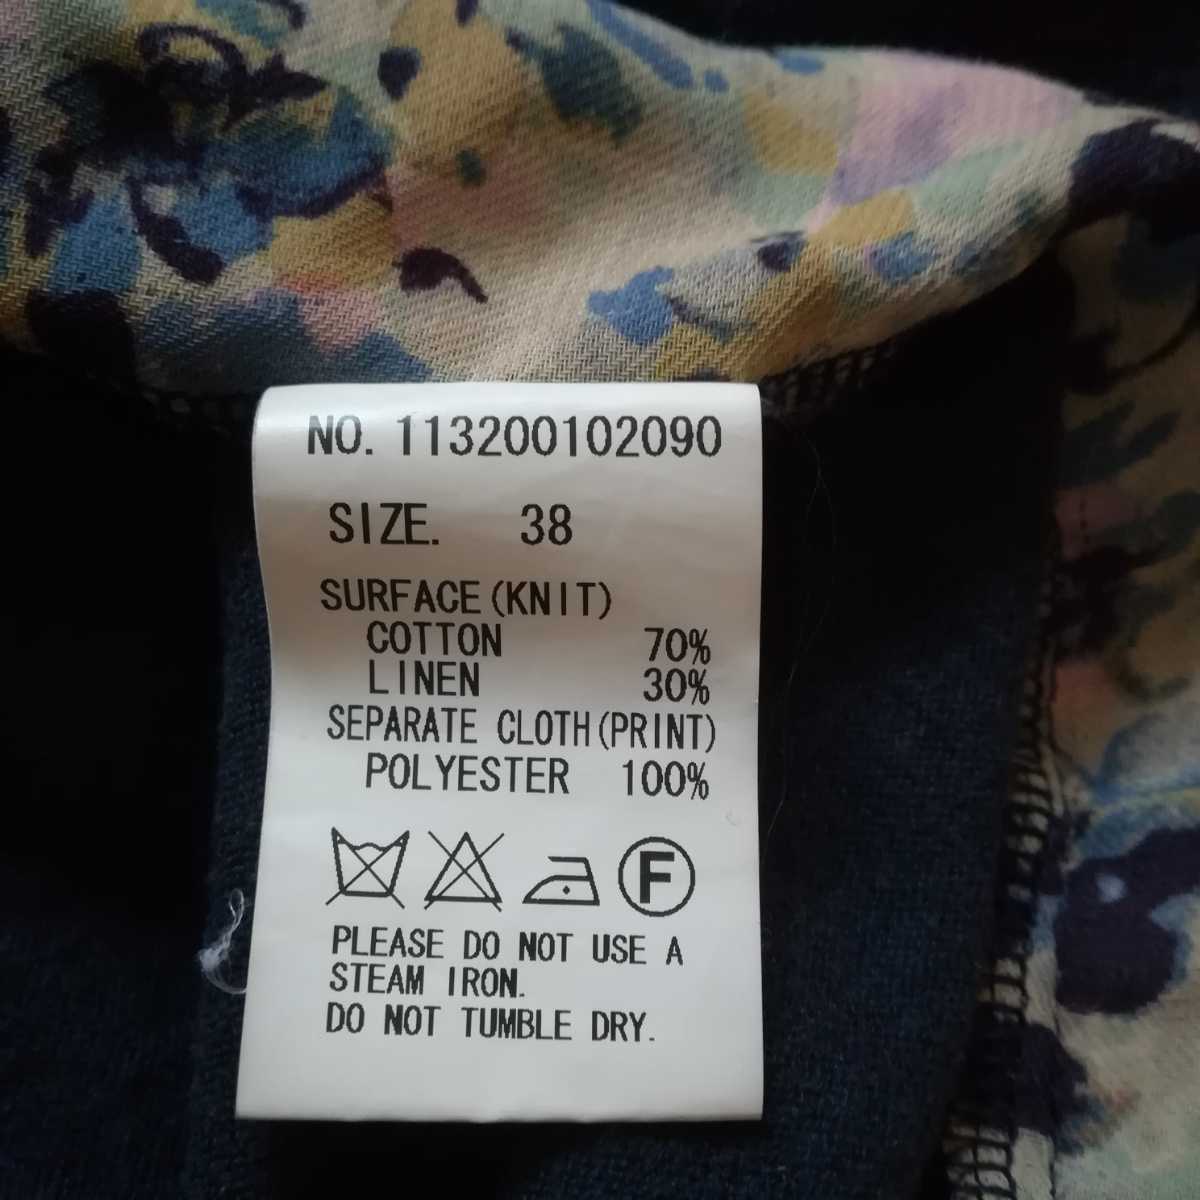 NO. 113200102090
SIZE. 38
SURFACE(KNIT)
COTTON 70%
LINEN 30%
SEPARATE CLOTH(PRINT)
POLYESTER 100%
F
PLEASE DO NOT USE A
STEAM IRON.
DO NOT TUMBLE DRY.